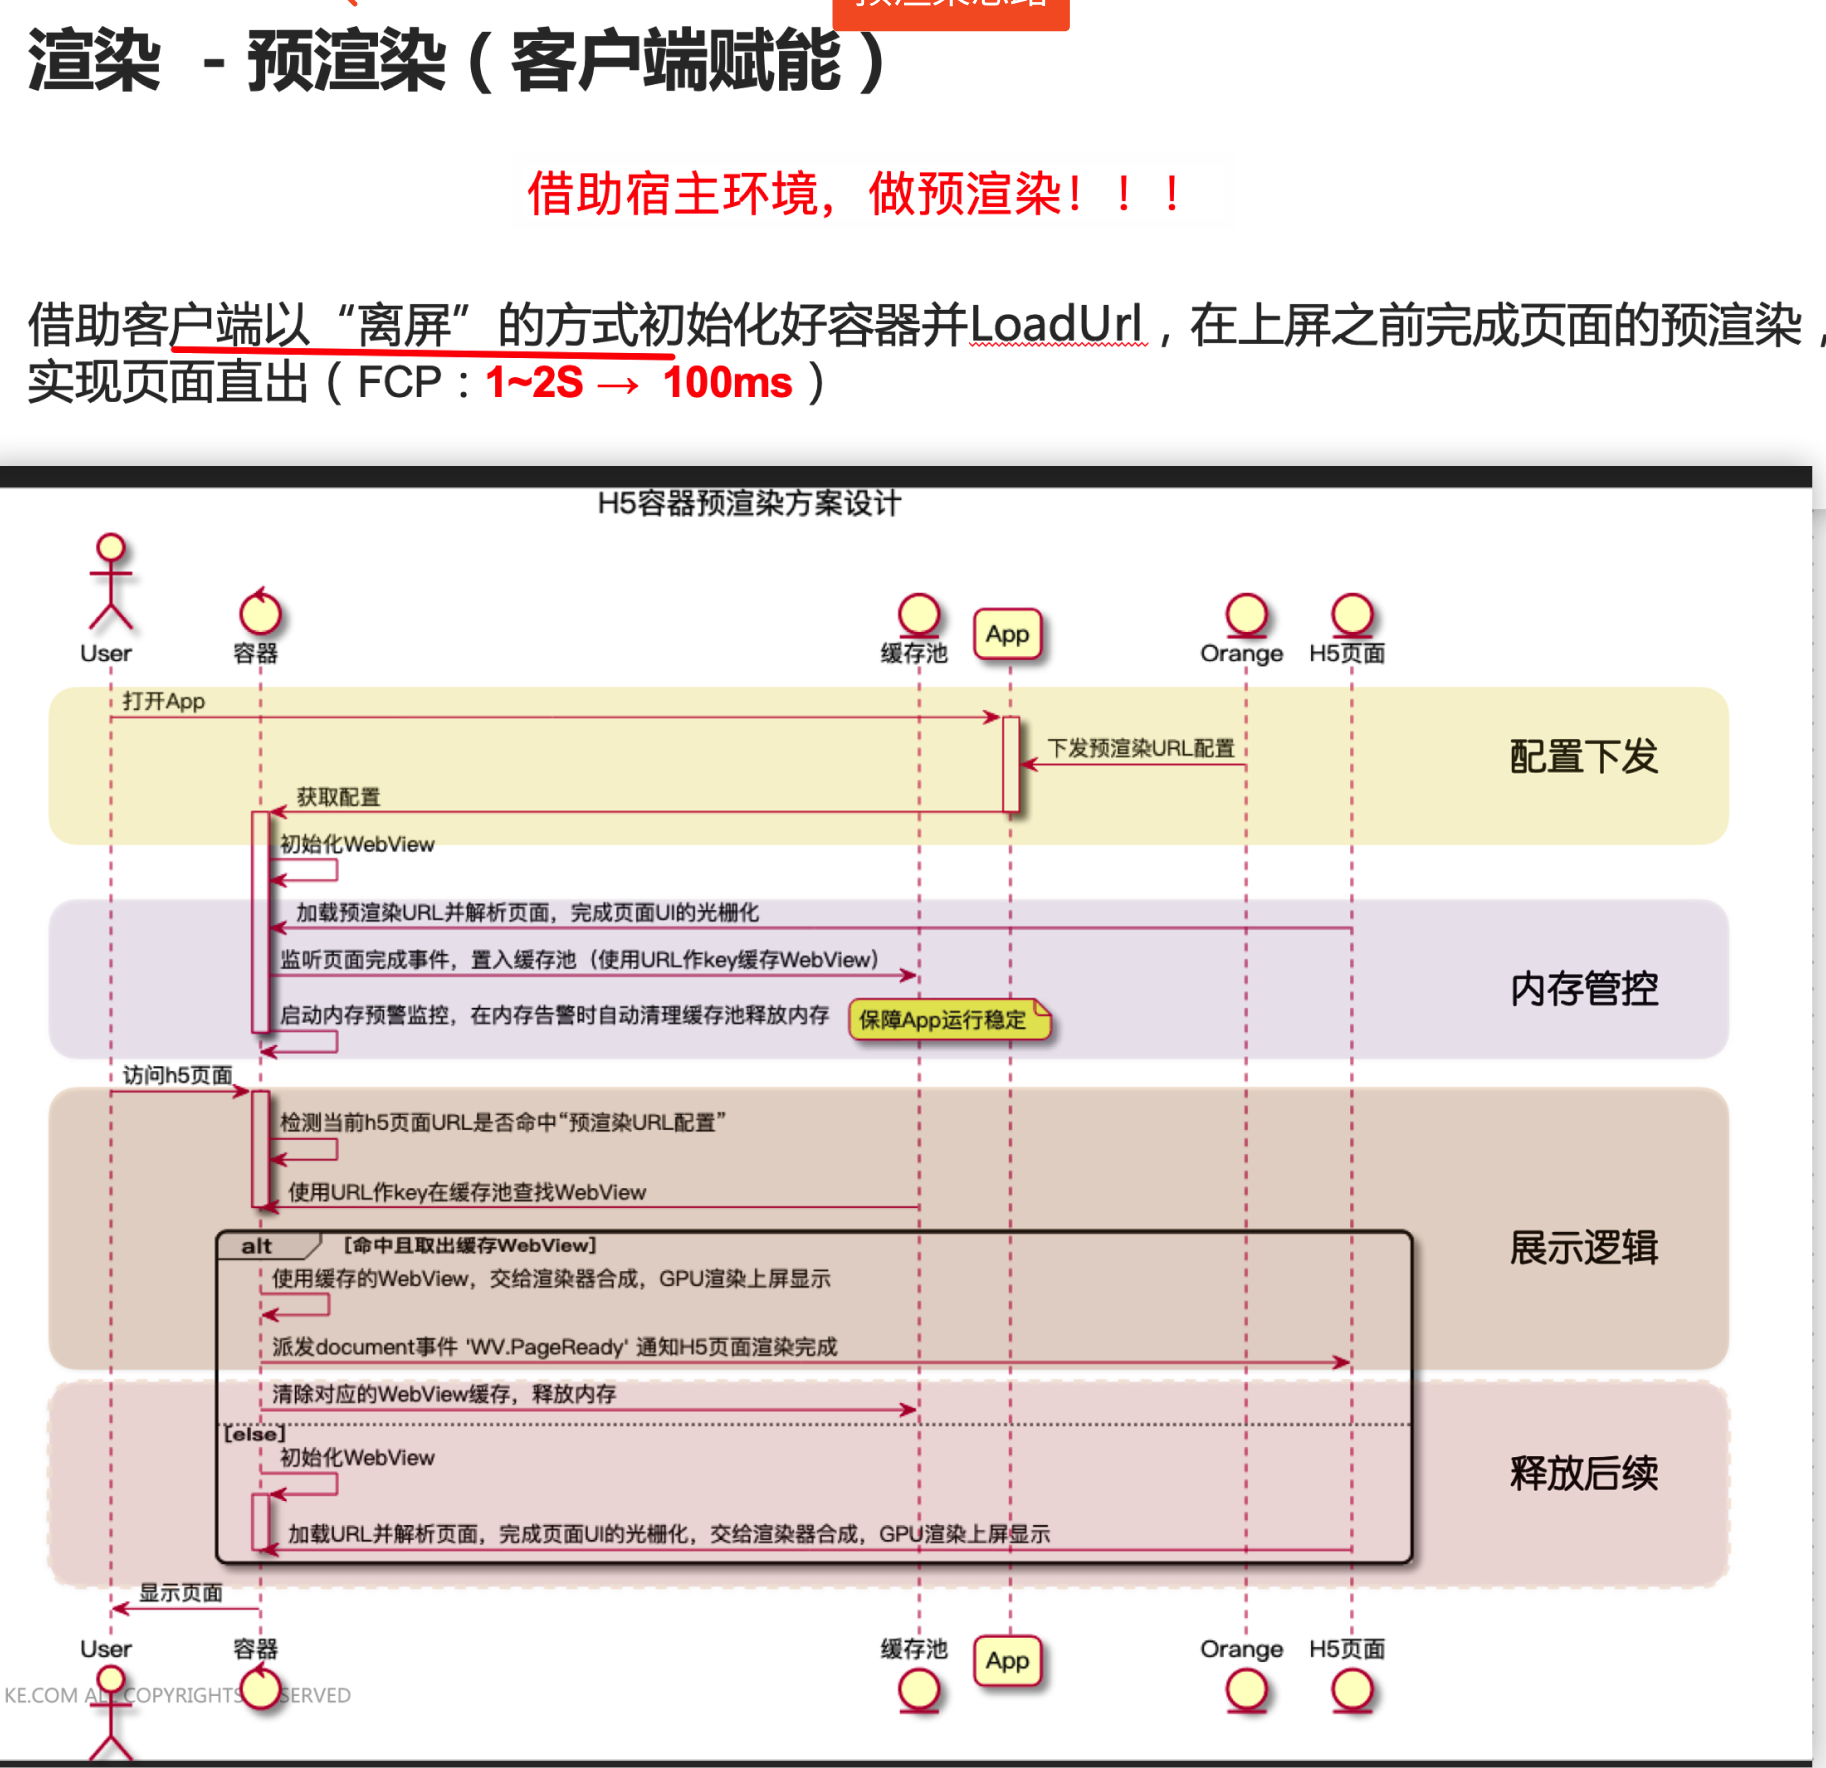 渲染 - 预渲染（客户端赋能）
借助宿主环境，做预渲染！！！
借助客户端以“离屏”的方式初始化好容器并LoadUrl，在上屏之前完成页面的预渲染，
实现页面直出（FCP：1~2S → 100ms）
H5容器预渲染方案设计
User 容器 缓存池 App Orange H5页面
打开App
下发预渲染URL配置
配置下发
获取配置
初始化WebView
加载预渲染URL并解析页面，完成页面UI的光栅化
监听页面完成事件，置入缓存池（使用URL作key缓存WebView）
内存管控
启动内存预警监控，在内存告警时自动清理缓存池释放内存
保障App运行稳定
访问h5页面
检测当前h5页面URL是否命中“预渲染URL配置”
使用URL作key在缓存池查找WebView
alt [命中且取出缓存WebView]
展示逻辑
使用缓存的WebView，交给渲染器合成，GPU渲染上屏显示
派发document事件 'WV.PageReady' 通知H5页面渲染完成
清除对应的WebView缓存，释放内存
[else]
初始化WebView
释放后续
加载URL并解析页面，完成页面UI的光栅化，交给渲染器合成，GPU渲染上屏显示
显示页面
User 容器 缓存池 App Orange H5页面
KE.COM ALL COPYRIGHTS